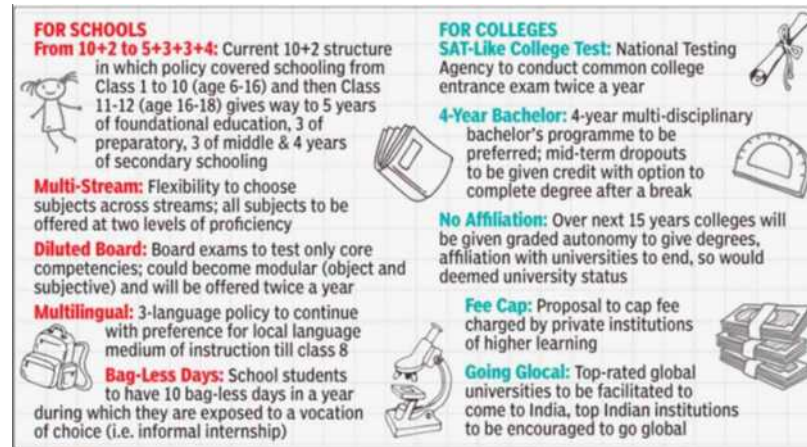 FOR SCHOOLS
From 10+2 to 5+3+3+4: Current 10+2 structure
in which policy covered schooling from
Class 1 to 10 (age 6-16) and then Class
11-12 (age 16-18) gives way to 5 years
of foundational education, 3 of
preparatory, 3 of middle & 4 years
of secondary schooling
Multi-Stream: Flexibility to choose
subjects across streams; all subjects to be
offered at two levels of proficiency
Diluted Board: Board exams to test only core
competencies; could become modular (object and
subjective) and will be offered twice a year
Multilingual: 3-language policy to continue
with preference for local language
medium of instruction till class 8
Bag-Less Days: School students
to have 10 bag-less days in a year
during which they are exposed to a vocation
of choice (i.e. informal internship)
FOR COLLEGES
SAT-Like College Test: National Testing
Agency to conduct common college
entrance exam twice a year
4-Year Bachelor: 4-year multi-disciplinary
bachelor's programme to be
preferred; mid-term dropouts
to be given credit with option to
complete degree after a break
No Affiliation: Over next 15 years colleges will
be given graded autonomy to give degrees,
affiliation with universities to end, so would
deemed university status
Fee Cap: Proposal to cap fee
charged by private institutions
of higher learning
Going Glocal: Top-rated global
universities to be facilitated to
come to India, top Indian institutions
to be encouraged to go global